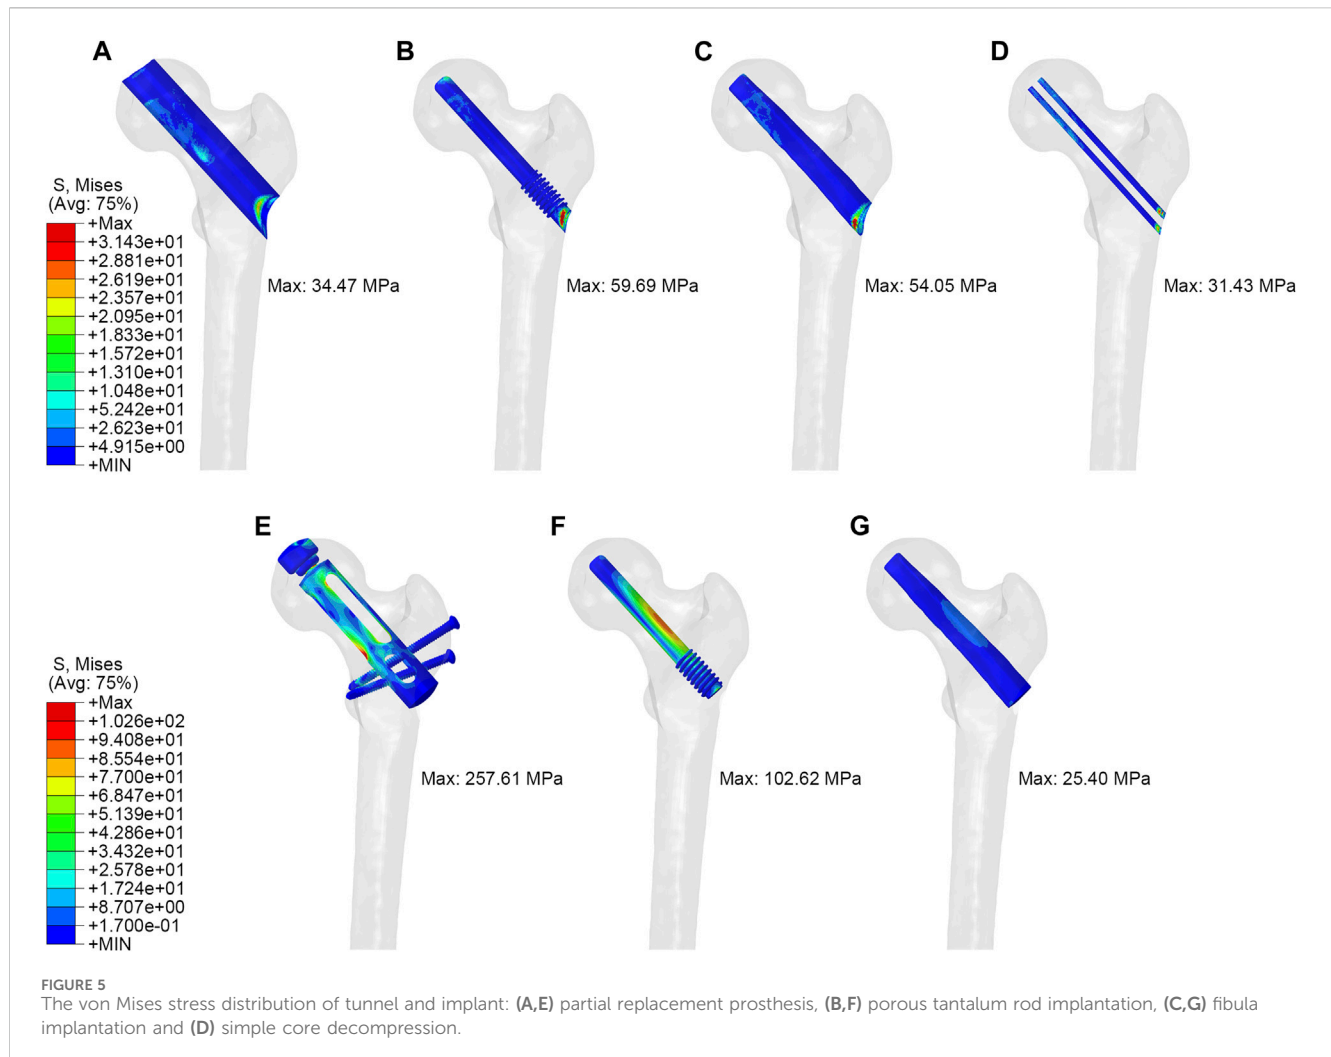 A
B
C
D
S, Mises
(Avg: 75%)
+Max
+3.143e+01
+2.881e+01
+2.619e+01
+2.357e+01
+2.095e+01
+1.833e+01
+1.572e+01
+1.310e+01
+1.048e+01
+5.242e+01
+2.623e+01
+4.915e+00
+MIN
Max: 34.47 MPa
Max: 59.69 MPa
Max: 54.05 MPa
Max: 31.43 MPa
E
F
G
S, Mises
(Avg: 75%)
+Max
+1.026e+02
+9.408e+01
+8.554e+01
+7.700e+01
+6.847e+01
+5.139e+01
+4.286e+01
+3.432e+01
+2.578e+01
+1.724e+01
+8.707e+00
+1.700e-01
+MIN
Max: 257.61 MPa
Max: 102.62 MPa
Max: 25.40 MPa
FIGURE 5
The von Mises stress distribution of tunnel and implant: (A,E) partial replacement prosthesis, (B,F) porous tantalum rod implantation, (C,G) fibula
implantation and (D) simple core decompression.